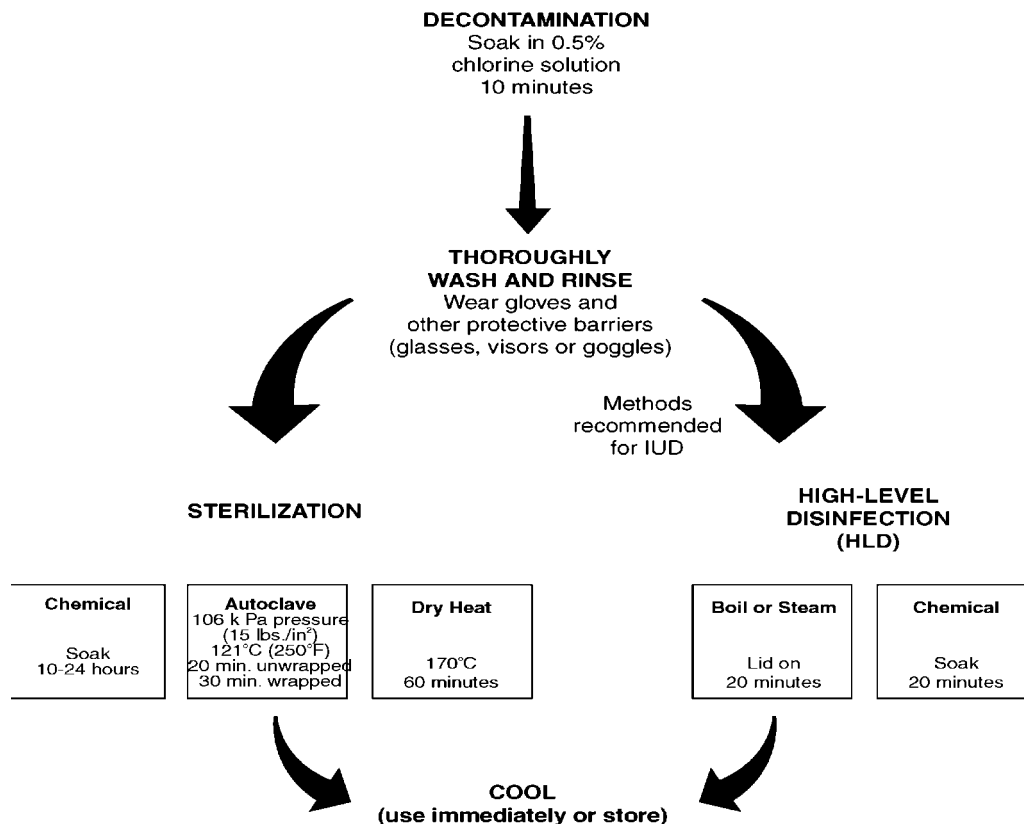 DECONTAMINATION
Soak in 0.5%
chlorine solution
10 minutes
THOROUGHLY
WASH AND RINSE
Wear gloves and
other protective barriers
(glasses, visors or goggles)
Methods
recommended
for IUD
STERILIZATION
HIGH-LEVEL
DISINFECTION
(HLD)
Chemical
Soak
10-24 hours
Autoclave
106 k Pa pressure
(15 lbs./in²)
121°C (250°F)
20 min. unwrapped
30 min. wrapped
Dry Heat
170°C
60 minutes
Boil or Steam
Lid on
20 minutes
Chemical
Soak
20 minutes
COOL
(use immediately or store)